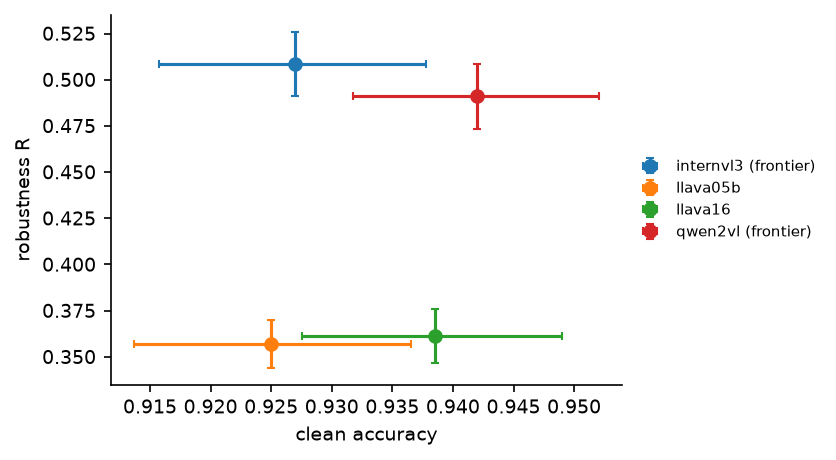 0.525
0.500
0.475
0.450
0.425
0.400
0.375
0.350
robustness R
0.915 0.920 0.925 0.930 0.935 0.940 0.945 0.950
clean accuracy
internvl3 (frontier)
llava05b
llava16
qwen2vl (frontier)